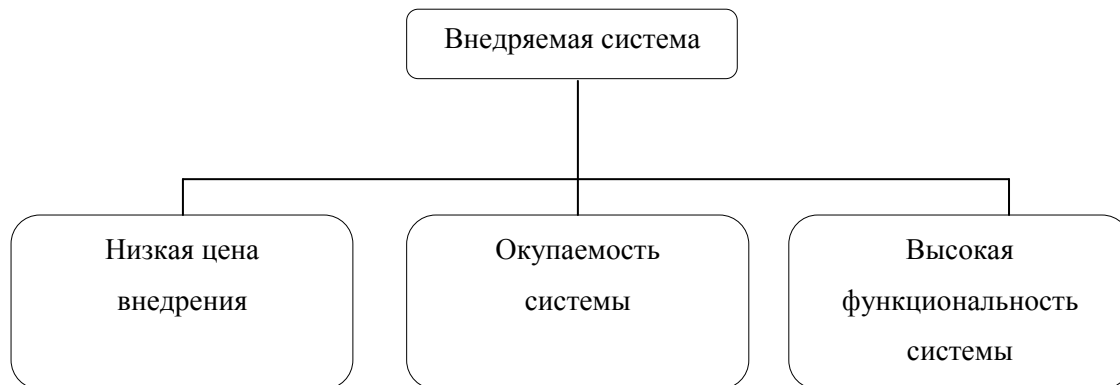 Внедряемая система
Низкая цена
внедрения
Окупаемость
системы
Высокая
функциональность
системы